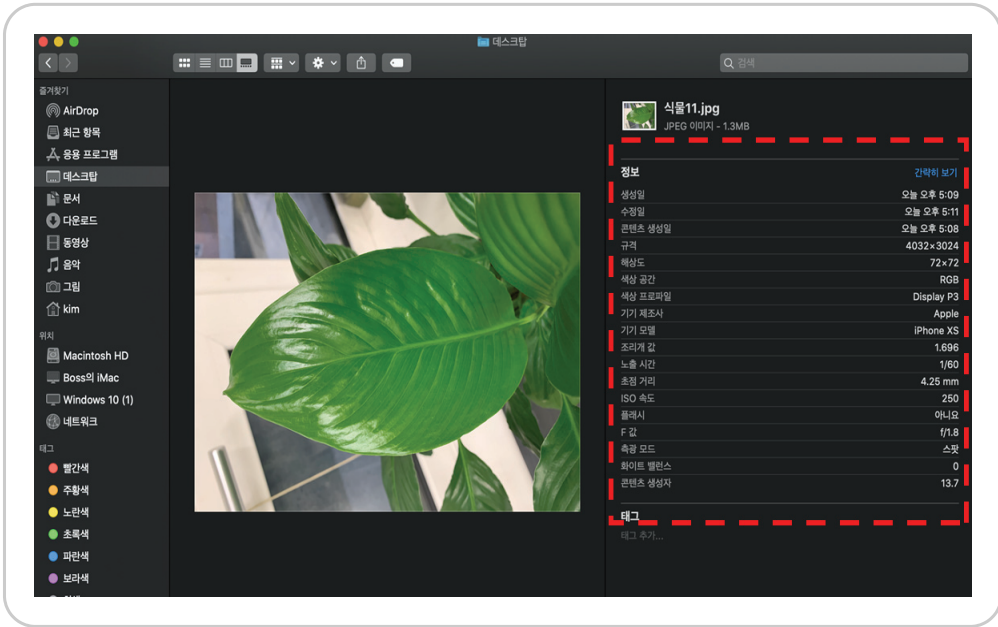 데스크탑
검색
즐겨찾기
AirDrop
최근 항목
응용 프로그램
데스크탑
문서
다운로드
동영상
음악
그림
kim
위치
Macintosh HD
Boss의 iMac
Windows 10 (1)
네트워크
태그
빨간색
주황색
노란색
초록색
파란색
보라색
식물11.jpg
JPEG 이미지 - 1.3MB
정보 간략히 보기
생성일 오늘 오후 5:09
수정일 오늘 오후 5:11
콘텐츠 생성일 오늘 오후 5:08
규격 4032×3024
해상도 72×72
색상 공간 RGB
색상 프로파일 Display P3
기기 제조사 Apple
기기 모델 iPhone XS
조리개 값 1.696
노출 시간 1/60
초점 거리 4.25 mm
ISO 속도 250
플래시 아니요
F 값 f/1.8
측광 모드 스팟
화이트 밸런스 0
콘텐츠 생성자 13.7
태그
태그 추가...